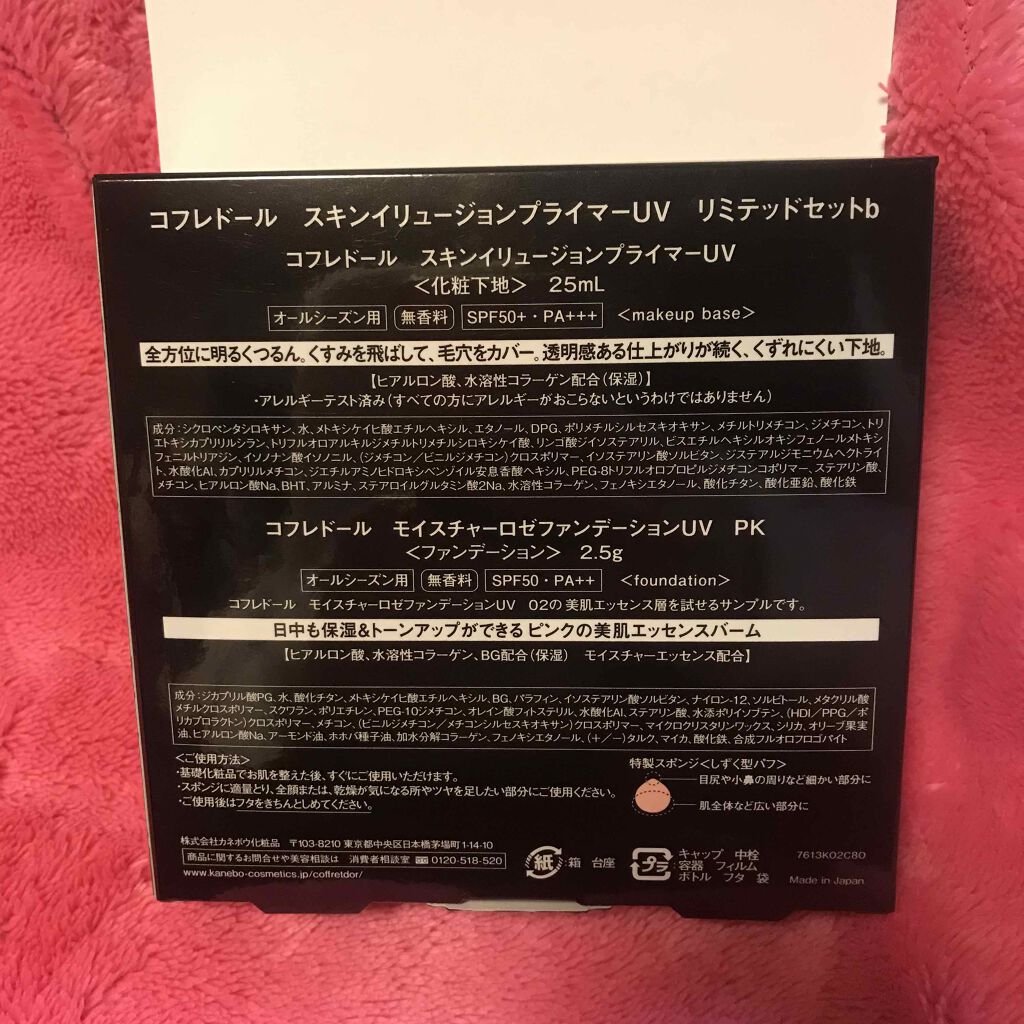 コフレドール　スキンイリュージョンプライマーUV　リミテッドセットb
コフレドール　スキンイリュージョンプライマーUV
＜化粧下地＞　25mL
オールシーズン用　無香料　SPF50+・PA+++　＜makeup base＞
全方位に明るくつるん。くすみを飛ばして、毛穴をカバー。透明感ある仕上がりが続く、くずれにくい下地。
【ヒアルロン酸、水溶性コラーゲン配合（保湿）】
・アレルギーテスト済み（すべての方にアレルギーがおこらないというわけではありません）
成分：シクロペンタシロキサン、水、メトキシケイヒ酸エチルヘキシル、エタノール、DPG、ポリメチルシルセスキオキサン、メチルトリメチコン、ジメチコン、トリ
エトキシカプリリルシラン、トリフルオロアルキルジメチルトリメチルシロキシケイ酸、リンゴ酸ジイソステアリル、ビスエチルヘキシルオキシフェノールメトキシ
フェニルトリアジン、イソノナン酸イソノニル、（ジメチコン／ビニルジメチコン）クロスポリマー、イソステアリン酸ソルビタン、ジステアルジモニウムヘクトライ
ト、水酸化Al、カプリリルメチコン、ジエチルアミノヒドロキシベンゾイル安息香酸ヘキシル、PEG-8トリフルオロプロピルジメチコンコポリマー、ステアリン酸、
メチコン、ヒアルロン酸Na、BHT、アルミナ、ステアロイルグルタミン酸2Na、水溶性コラーゲン、フェノキシエタノール、酸化チタン、酸化亜鉛、酸化鉄
コフレドール　モイスチャーロゼファンデーションUV　PK
＜ファンデーション＞　2.5g
オールシーズン用　無香料　SPF50・PA++　＜foundation＞
コフレドール　モイスチャーロゼファンデーションUV　02の美肌エッセンス層を試せるサンプルです。
日中も保湿&トーンアップができる ピンクの美肌エッセンスバーム
【ヒアルロン酸、水溶性コラーゲン、BG配合（保湿）　モイスチャーエッセンス配合】
成分：ジカプリル酸PG、水、酸化チタン、メトキシケイヒ酸エチルヘキシル、BG、パラフィン、イソステアリン酸ソルビタン、ナイロン-12、ソルビトール、メタクリル酸
メチルクロスポリマー、スクワラン、ポリエチレン、PEG-10ジメチコン、オレイン酸フィトステリル、水酸化Al、ステアリン酸、水添ポリイソブテン、（HDI／PPG／ポ
リカプロラクトン）クロスポリマー、メチコン、（ビニルジメチコン／メチコンシルセスキオキサン）クロスポリマー、マイクロクリスタリンワックス、シリカ、オリーブ果実
油、ヒアルロン酸Na、アーモンド油、ホホバ種子油、加水分解コラーゲン、フェノキシエタノール、（＋／−）タルク、マイカ、酸化鉄、合成フルオロフロゴパイト
＜ご使用方法＞
・基礎化粧品でお肌を整えた後、すぐにご使用いただけます。
・スポンジに適量とり、全顔または、乾燥が気になる所やツヤを足したい部分にご使用ください。
・ご使用後はフタをきちんとしめてください。
特製スポンジ＜しずく型パフ＞
目尻や小鼻の周りなど細かい部分に
肌全体など広い部分に
株式会社カネボウ化粧品　〒103-8210 東京都中央区日本橋茅場町1-14-10
商品に関するお問合せや美容相談は　消費者相談室　0120-518-520
www.kanebo-cosmetics.jp/coffretdor/
紙　箱　台座
プラ　キャップ　中栓
容器　フィルム
ボトル　フタ　袋
7613K02C80
Made in Japan